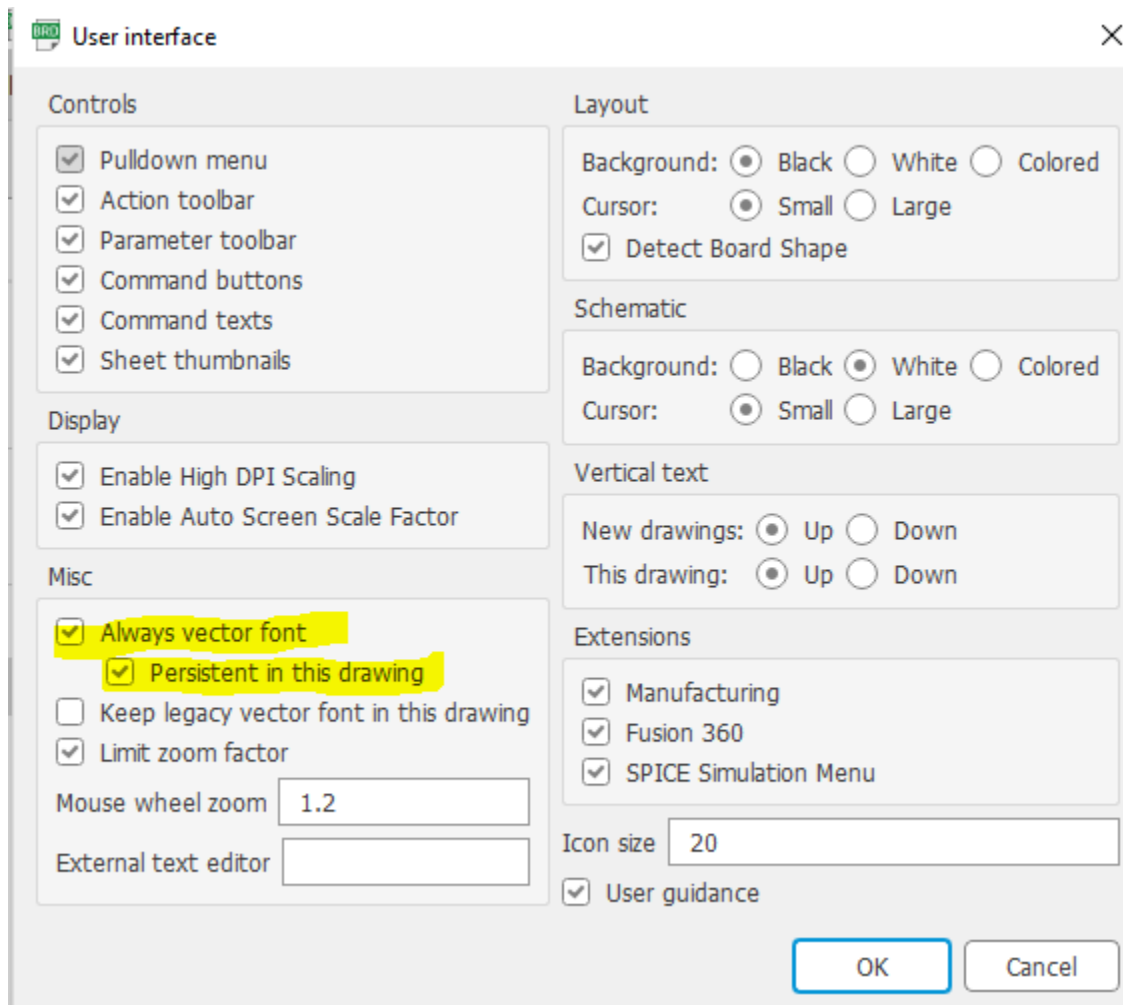 BRD
User interface
Controls
Pulldown menu
Action toolbar
Parameter toolbar
Command buttons
Command texts
Sheet thumbnails
Display
Enable High DPI Scaling
Enable Auto Screen Scale Factor
Misc
Always vector font
Persistent in this drawing
Keep legacy vector font in this drawing
Limit zoom factor
Mouse wheel zoom 1.2
External text editor
Layout
Background: Black White Colored
Cursor: Small Large
Detect Board Shape
Schematic
Background: Black White Colored
Cursor: Small Large
Vertical text
New drawings: Up Down
This drawing: Up Down
Extensions
Manufacturing
Fusion 360
SPICE Simulation Menu
Icon size 20
User guidance
OK Cancel